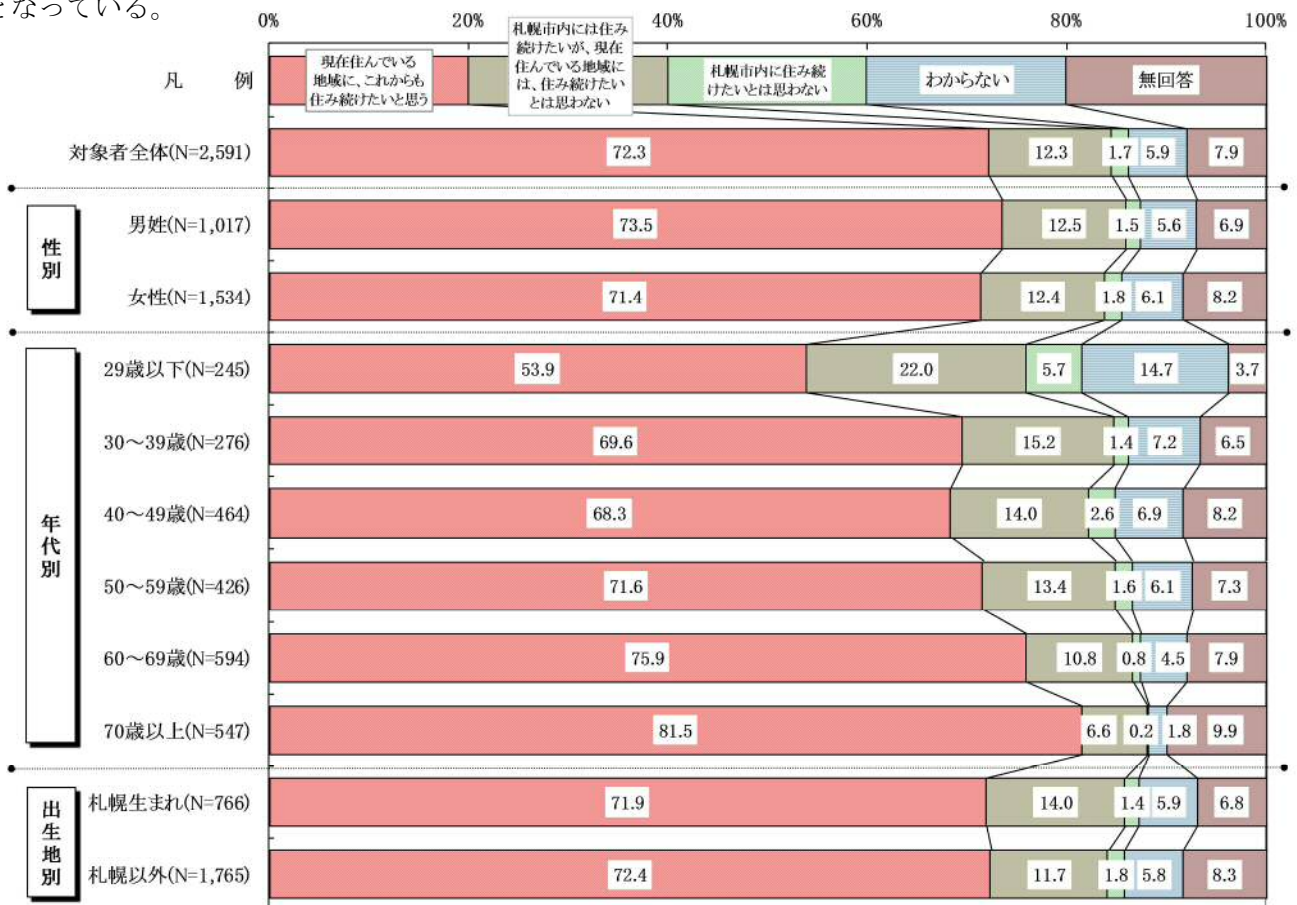 となっている。
0% 20% 40% 60% 80% 100%
凡 例
現在住んでいる
地域に、これからも
住み続けたいと思う
札幌市内には住み
続けたいが、現在
住んでいる地域に
は、住み続けたい
とは思わない
札幌市内に住み続
けたいとは思わない
わからない
無回答
対象者全体(N=2,591) 72.3 12.3 1.7 5.9 7.9
性別
男姓(N=1,017) 73.5 12.5 1.5 5.6 6.9
女性(N=1,534) 71.4 12.4 1.8 6.1 8.2
年代別
29歳以下(N=245) 53.9 22.0 5.7 14.7 3.7
30〜39歳(N=276) 69.6 15.2 1.4 7.2 6.5
40〜49歳(N=464) 68.3 14.0 2.6 6.9 8.2
50〜59歳(N=426) 71.6 13.4 1.6 6.1 7.3
60〜69歳(N=594) 75.9 10.8 0.8 4.5 7.9
70歳以上(N=547) 81.5 6.6 0.2 1.8 9.9
出生地別
札幌生まれ(N=766) 71.9 14.0 1.4 5.9 6.8
札幌以外(N=1,765) 72.4 11.7 1.8 5.8 8.3